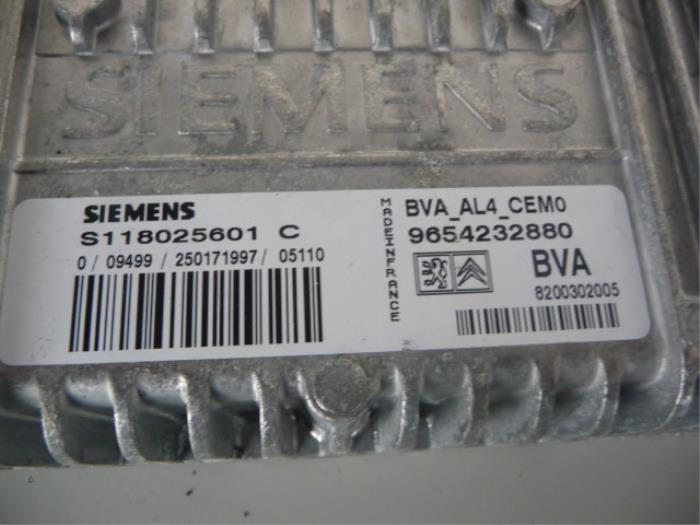 SIEMENS
SIEMENS
S118025601 C
0 / 09499 / 250171997/ 05110
MADEINFRANCE
BVA_AL4_CEM0
9654232880
BVA
8200302005